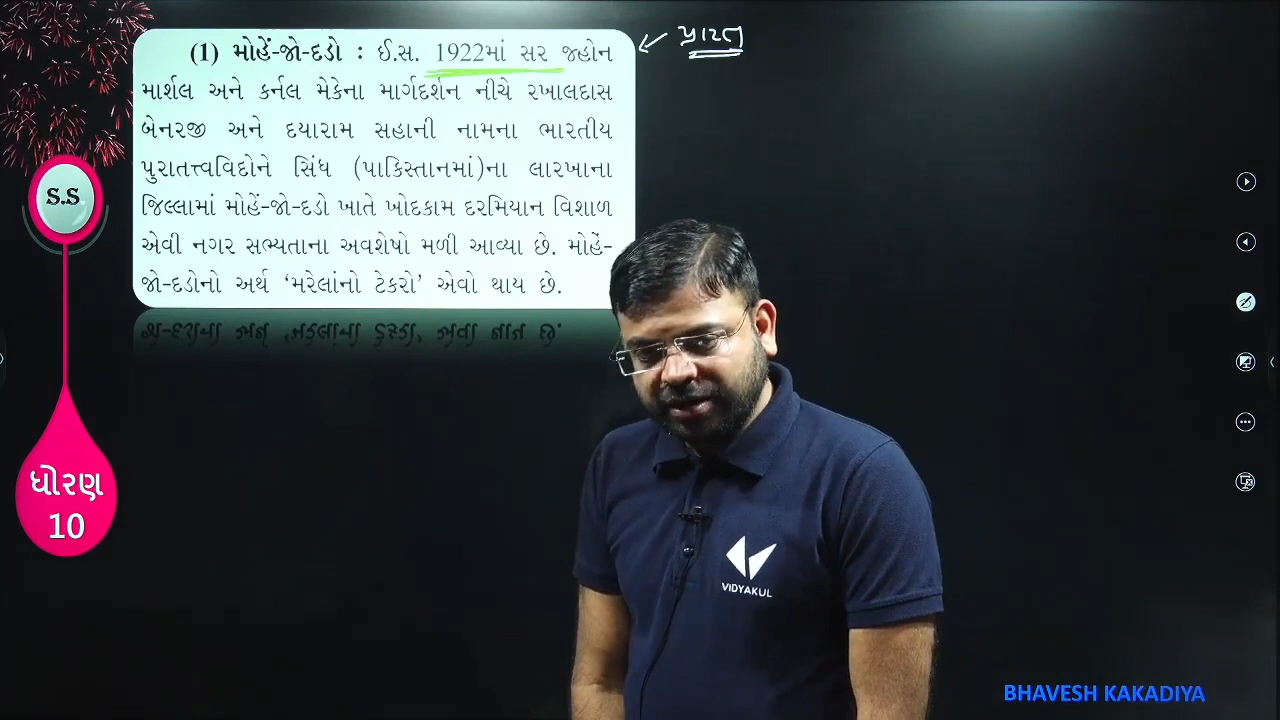 (1) મોહેં-જો-દડો : ઈ.સ. 1922માં સર જ્હોન
માર્શલ અને કર્નલ મેકેના માર્ગદર્શન નીચે રખાલદાસ
બેનરજી અને દયારામ સહાની નામના ભારતીય
પુરાતત્ત્વવિદોને સિંધ (પાકિસ્તાનમાં)ના લારખાના
જિલ્લામાં મોહેં-જો-દડો ખાતે ખોદકામ દરમિયાન વિશાળ
એવી નગર સભ્યતાના અવશેષો મળી આવ્યા છે. મોહેં-
જો-દડોનો અર્થ ‘મરેલાંનો ટેકરો’ એવો થાય છે.
S.S.
ધોરણ
10
VIDYAKUL
BHAVESH KAKADIYA